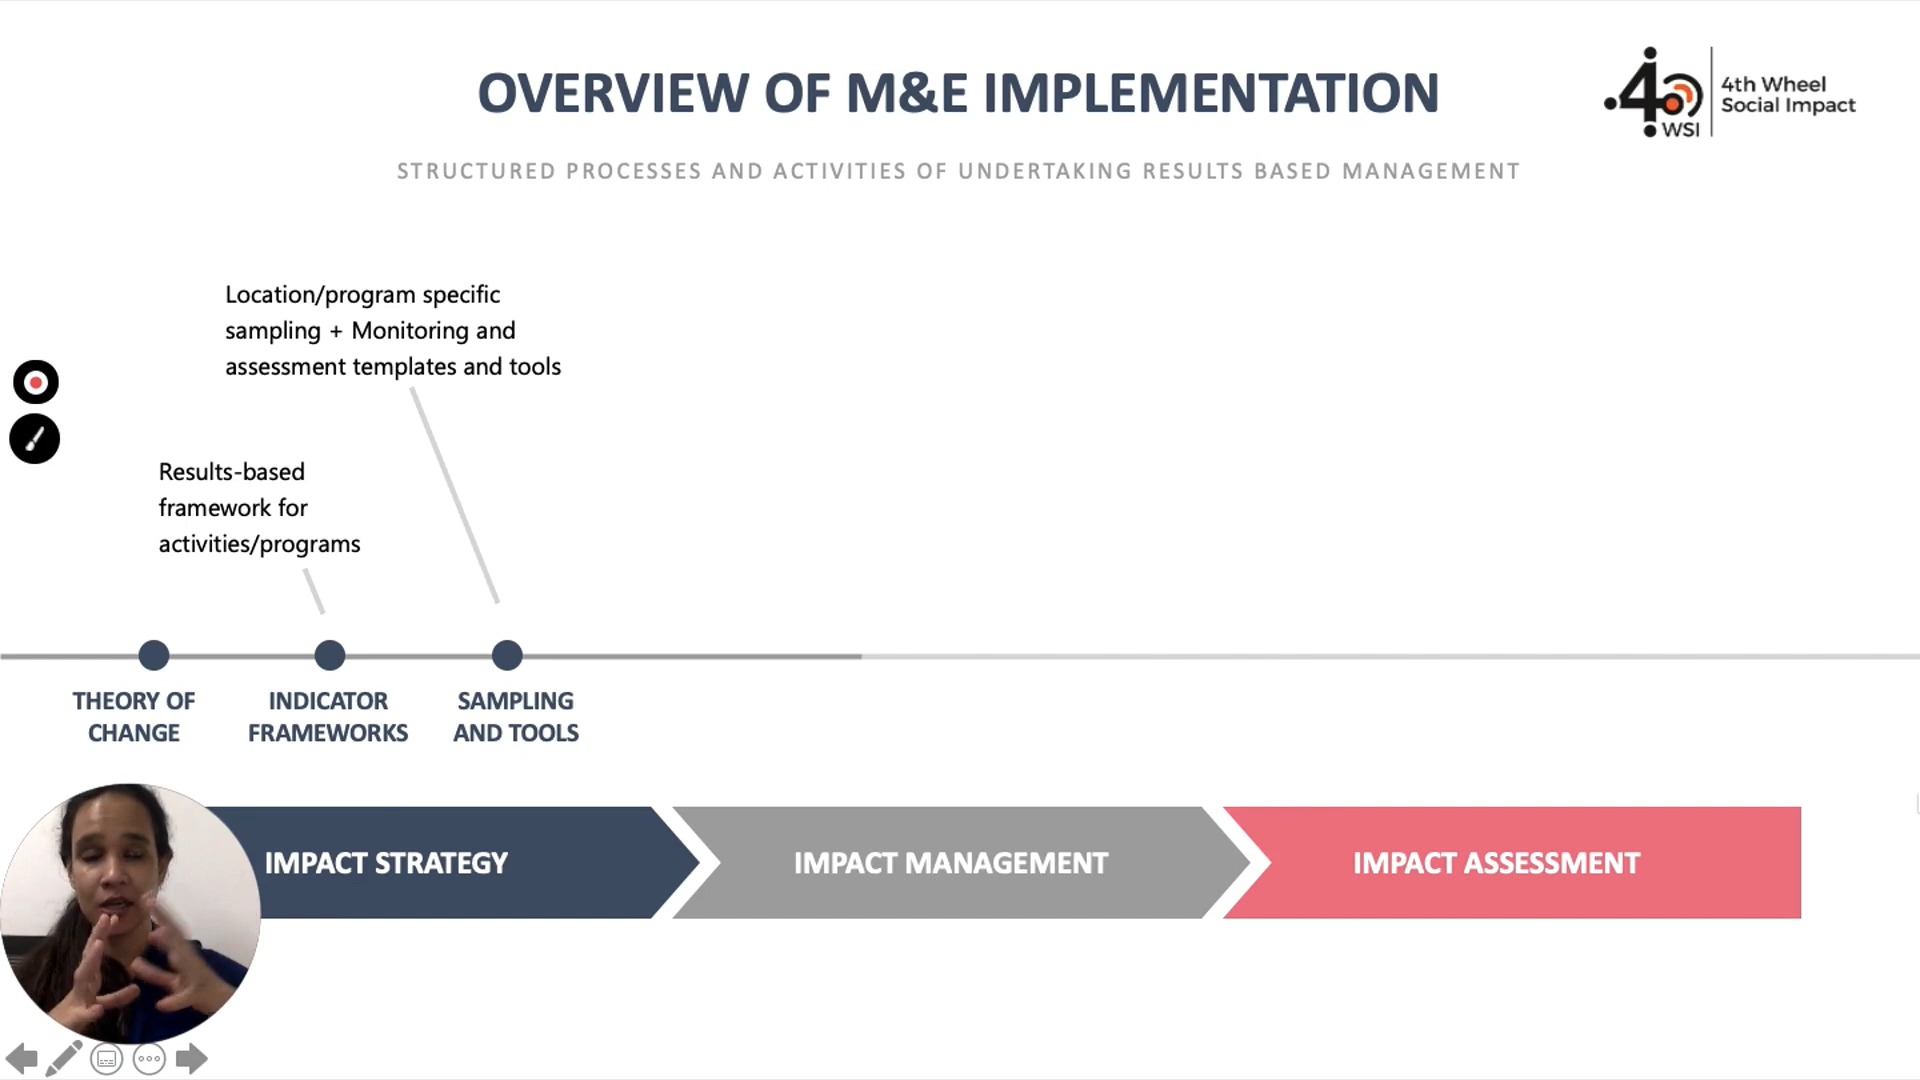 OVERVIEW OF M&E IMPLEMENTATION
4th Wheel
Social Impact
4
WSI
STRUCTURED PROCESSES AND ACTIVITIES OF UNDERTAKING RESULTS BASED MANAGEMENT
Location/program specific
sampling + Monitoring and
assessment templates and tools
Results-based
framework for
activities/programs
THEORY OF
CHANGE
INDICATOR
FRAMEWORKS
SAMPLING
AND TOOLS
IMPACT STRATEGY
IMPACT MANAGEMENT
IMPACT ASSESSMENT